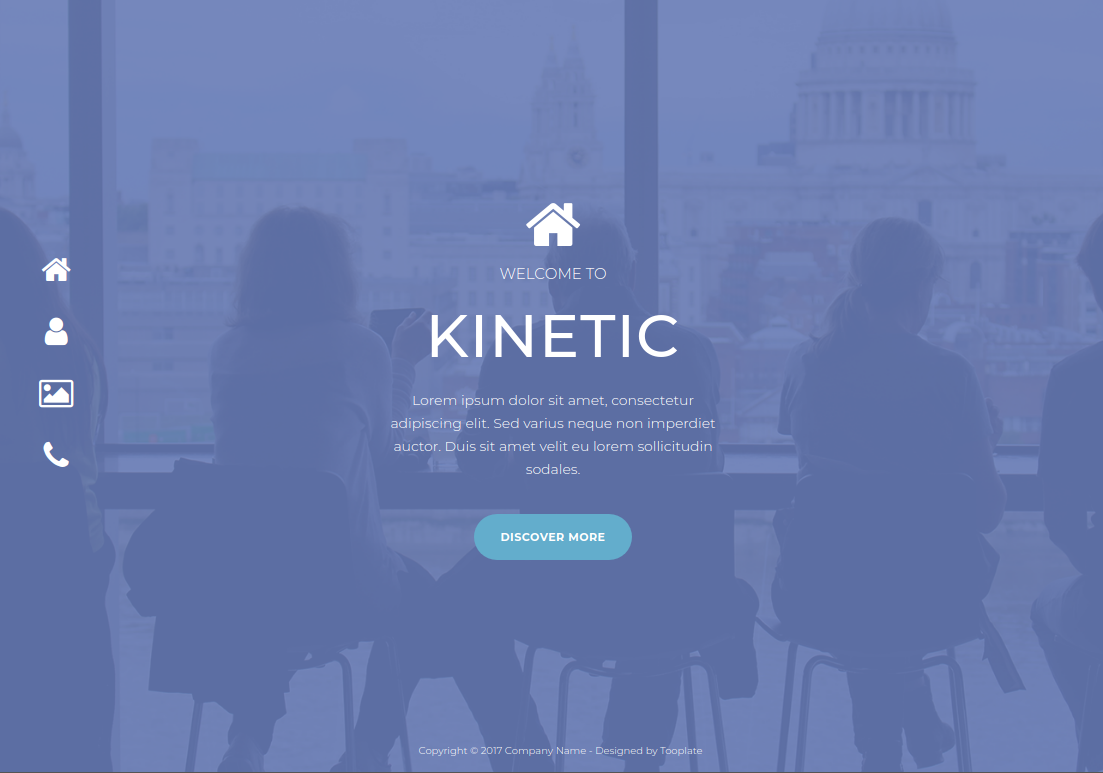 WELCOME TO
KINETIC
Lorem ipsum dolor sit amet, consectetur
adipiscing elit. Sed varius neque non imperdiet
auctor. Duis sit amet velit eu lorem sollicitudin
sodales.
DISCOVER MORE
Copyright © 2017 Company Name - Designed by Tooplate